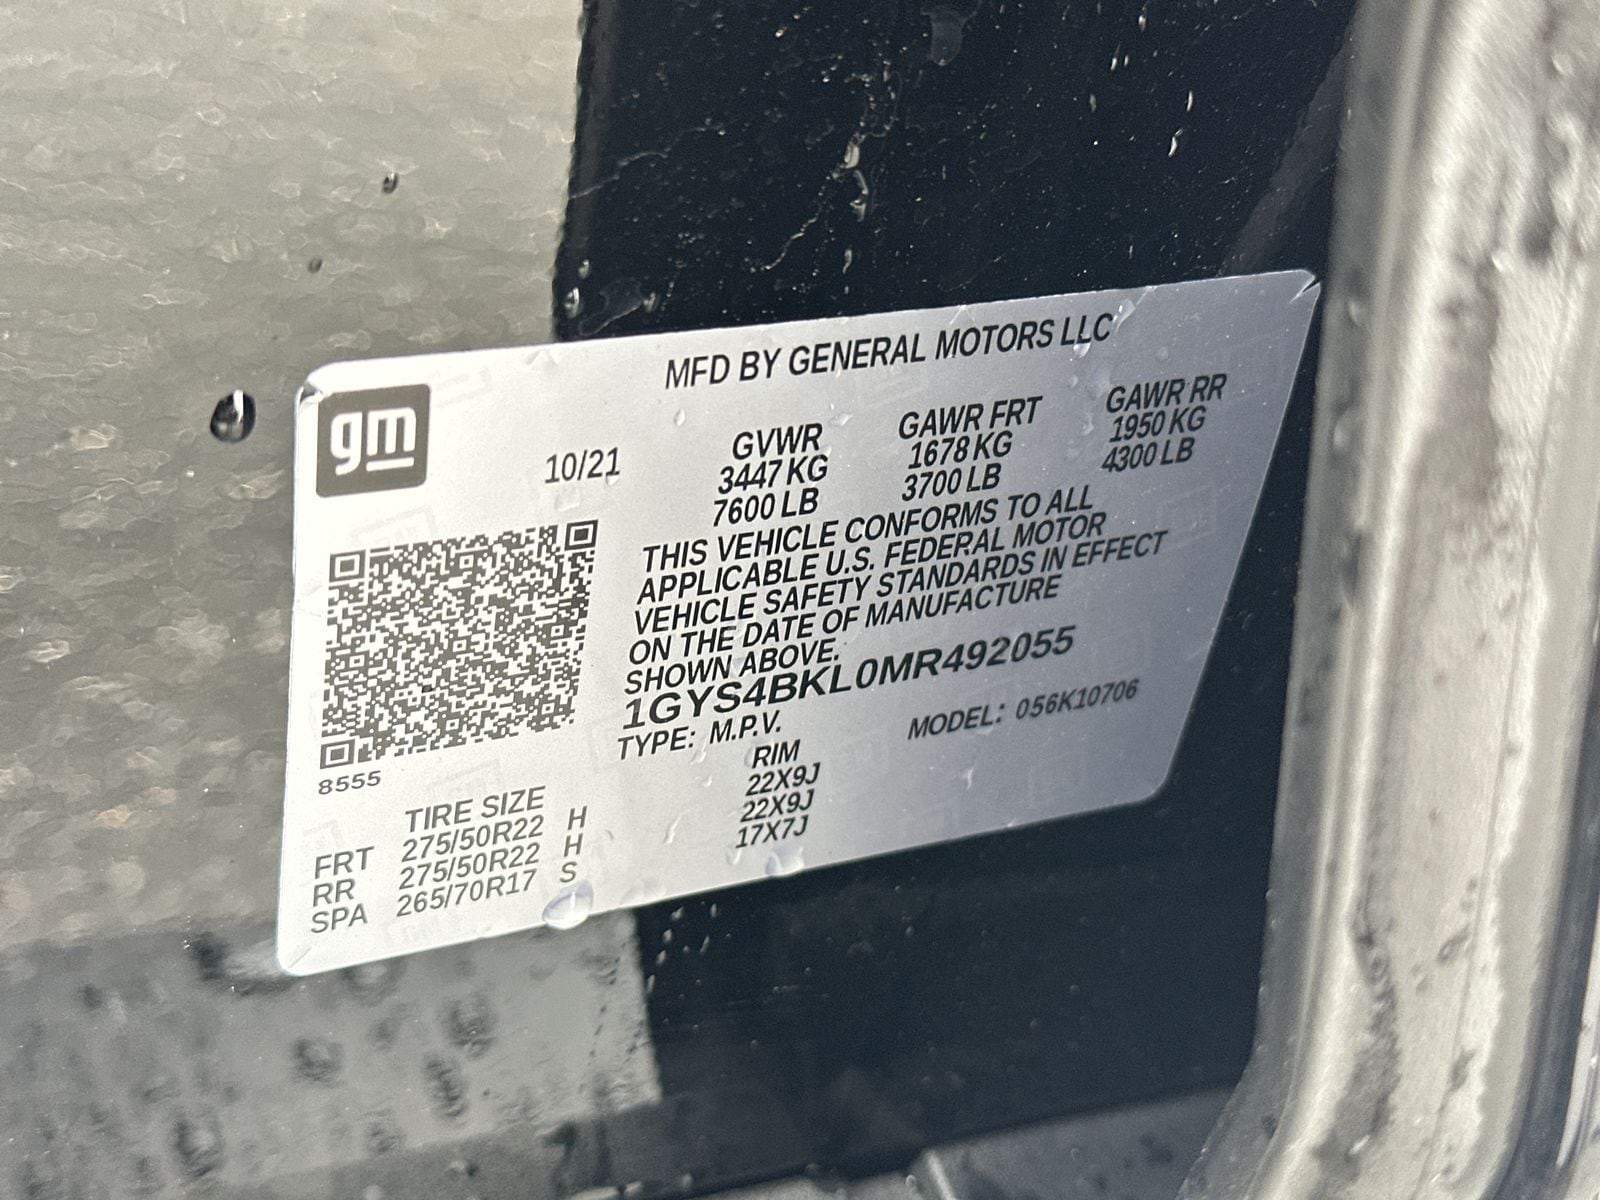 MFD BY GENERAL MOTORS LLC
gm
10/21
GVWR GAWR FRT GAWR RR
3447 KG 1678 KG 1950 KG
7600 LB 3700 LB 4300 LB
THIS VEHICLE CONFORMS TO ALL
APPLICABLE U.S. FEDERAL MOTOR
VEHICLE SAFETY STANDARDS IN EFFECT
ON THE DATE OF MANUFACTURE
SHOWN ABOVE.
1GYS4BKL0MR492055
TYPE: M.P.V. MODEL: 056K10706
8555
TIRE SIZE RIM
FRT 275/50R22 H 22X9J
RR 275/50R22 H 22X9J
SPA 265/70R17 S 17X7J